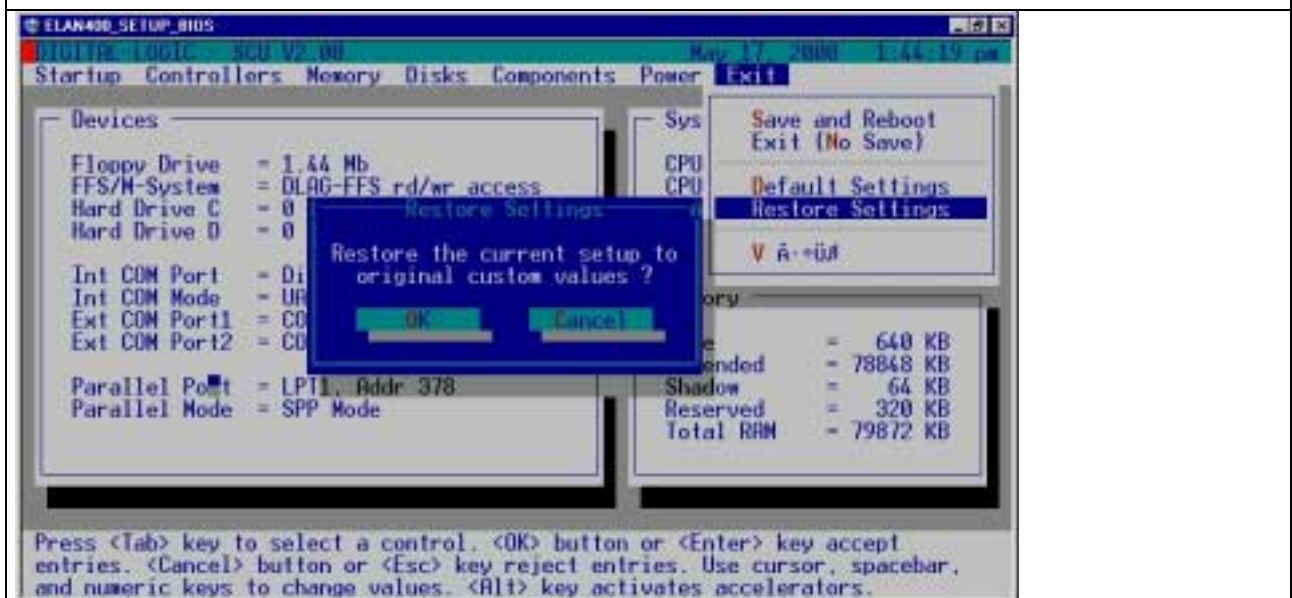 ELAN400_SETUP_BIOS
DIGITAL-LOGIC - SCU V2.00 May 17, 2000 1:44:19 pm
Startup Controllers Memory Disks Components Power Exit
Devices
Floppy Drive = 1.44 Mb
FFS/M-System = DLAG-FFS rd/wr access
Hard Drive C = 0
Hard Drive D = 0
Int COM Port = Di
Int COM Mode = UA
Ext COM Port1 = CO
Ext COM Port2 = CO
Parallel Po t = LPT1, Addr 378
Parallel Mode = SPP Mode
Sys
CPU
CPU
Save and Reboot
Exit (No Save)
Default Settings
Restore Settings
Restore Settings
Restore the current setup to
original custom values ?
OK Cancel
ory
e = 640 KB
ended = 78848 KB
Shadow = 64 KB
Reserved = 320 KB
Total RAM = 79872 KB
Press <Tab> key to select a control. <OK> button or <Enter> key accept
entries. <Cancel> button or <Esc> key reject entries. Use cursor, spacebar,
and numeric keys to change values. <Alt> key activates accelerators.